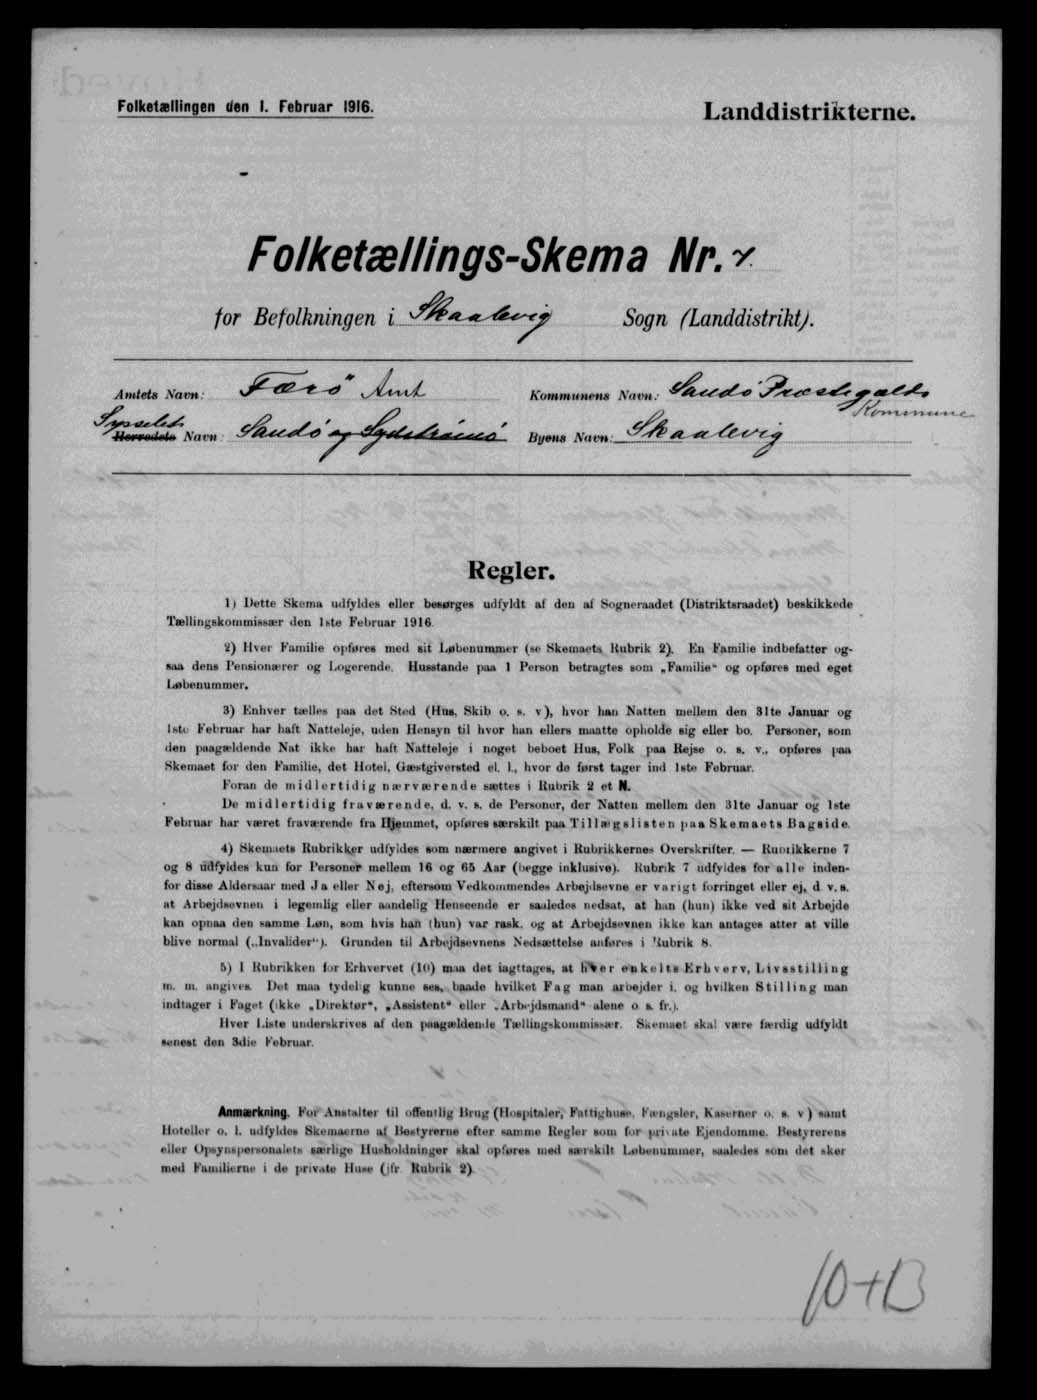 Folketællingen den 1. Februar 1916.
Landdistrikterne.
Folketællings-Skema Nr.
for Befolkningen i Skaalevig Sogn (Landdistrikt).
Amtets Navn: Færö Amt
Kommunens Navn: Sandö Præstegælds
Kommune
Sysselets
Herredets Navn: Sandö og Sydströmö
Byens Navn: Skaalevig
Regler.
1) Dette Skema udfyldes eller besørges udfyldt af den af Sogneraadet (Distriktsraadet) beskikkede
Tællingskommissær den 1ste Februar 1916.
2) Hver Familie opføres med sit Løbenummer (se Skemaets Rubrik 2). En Familie indbefatter og-
saa dens Pensionærer og Logerende. Husstande paa 1 Person betragtes som „Familie“ og opføres med eget
Løbenummer.
3) Enhver tælles paa det Sted (Hus, Skib o. s. v), hvor han Natten mellem den 31te Januar og
1ste Februar har haft Natteleje, uden Hensyn til hvor han ellers maatte opholde sig eller bo. Personer, som
den paagældende Nat ikke har haft Natteleje i noget beboet Hus, Folk paa Rejse o. s. v., opføres paa
Skemaet for den Familie, det Hotel, Gæstgiversted el. l., hvor de først tager ind 1ste Februar.
Foran de midlertidig nærværende sættes i Rubrik 2 et N.
De midlertidig fraværende, d. v. s. de Personer, der Natten mellem den 31te Januar og 1ste
Februar har været fraværende fra Hjemmet, opføres særskilt paa Tillægslisten paa Skemaets Bagside.
4) Skemaets Rubrikker udfyldes som nærmere angivet i Rubrikkernes Overskrifter. — Rubrikkerne 7
og 8 udfyldes kun for Personer mellem 16 og 65 Aar (begge inklusive). Rubrik 7 udfyldes for alle inden-
for disse Aldersaar med Ja eller Nej, eftersom Vedkommendes Arbejdsevne er varigt forringet eller ej, d. v. s.
at Arbejdsevnen i legemlig eller aandelig Henseende er saaledes nedsat, at han (hun) ikke ved sit Arbejde
kan opnaa den samme Løn, som hvis han (hun) var rask, og at Arbejdsevnen ikke kan antages atter at ville
blive normal („Invalider“). Grunden til Arbejdsevnens Nedsættelse anføres i Rubrik 8.
5) I Rubrikken for Erhvervet (10) maa det iagttages, at hver enkelts Erhverv, Livsstilling
m. m. angives. Det maa tydelig kunne ses, baade hvilket Fag man arbejder i, og hvilken Stilling man
indtager i Faget (ikke „Direktør“, „Assistent“ eller „Arbejdsmand“ alene o. s. fr.).
Hver Liste underskrives af den paagældende Tællingskommissær. Skemaet skal være færdig udfyldt
senest den 3die Februar.
Anmærkning. For Anstalter til offentlig Brug (Hospitaler, Fattighuse, Fængsler, Kaserner o. s. v) samt
Hoteller o. l. udfyldes Skemaerne af Bestyrerne efter samme Regler som for private Ejendomme. Bestyrerens
eller Opsynspersonalets særlige Husholdninger skal opføres med særskilt Løbenummer, saaledes som det sker
med Familierne i de private Huse (jfr. Rubrik 2).
10+B